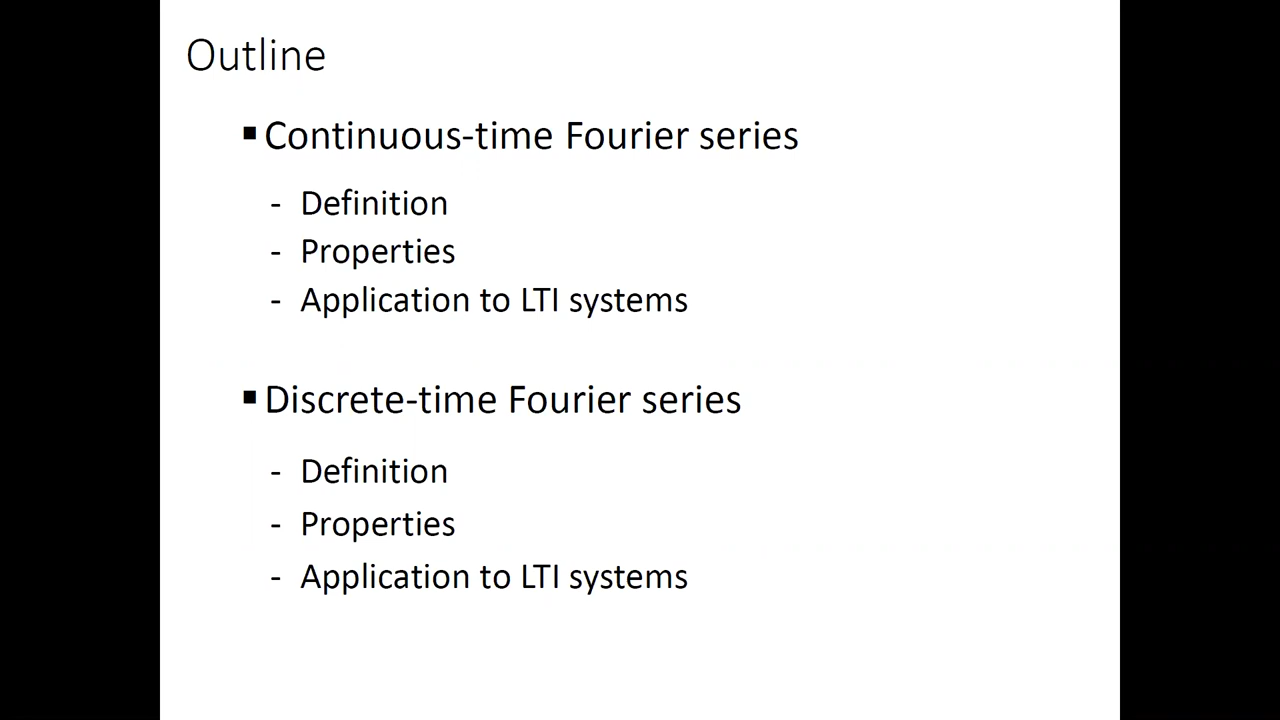 Outline
▪ Continuous-time Fourier series
- Definition
- Properties
- Application to LTI systems
▪ Discrete-time Fourier series
- Definition
- Properties
- Application to LTI systems